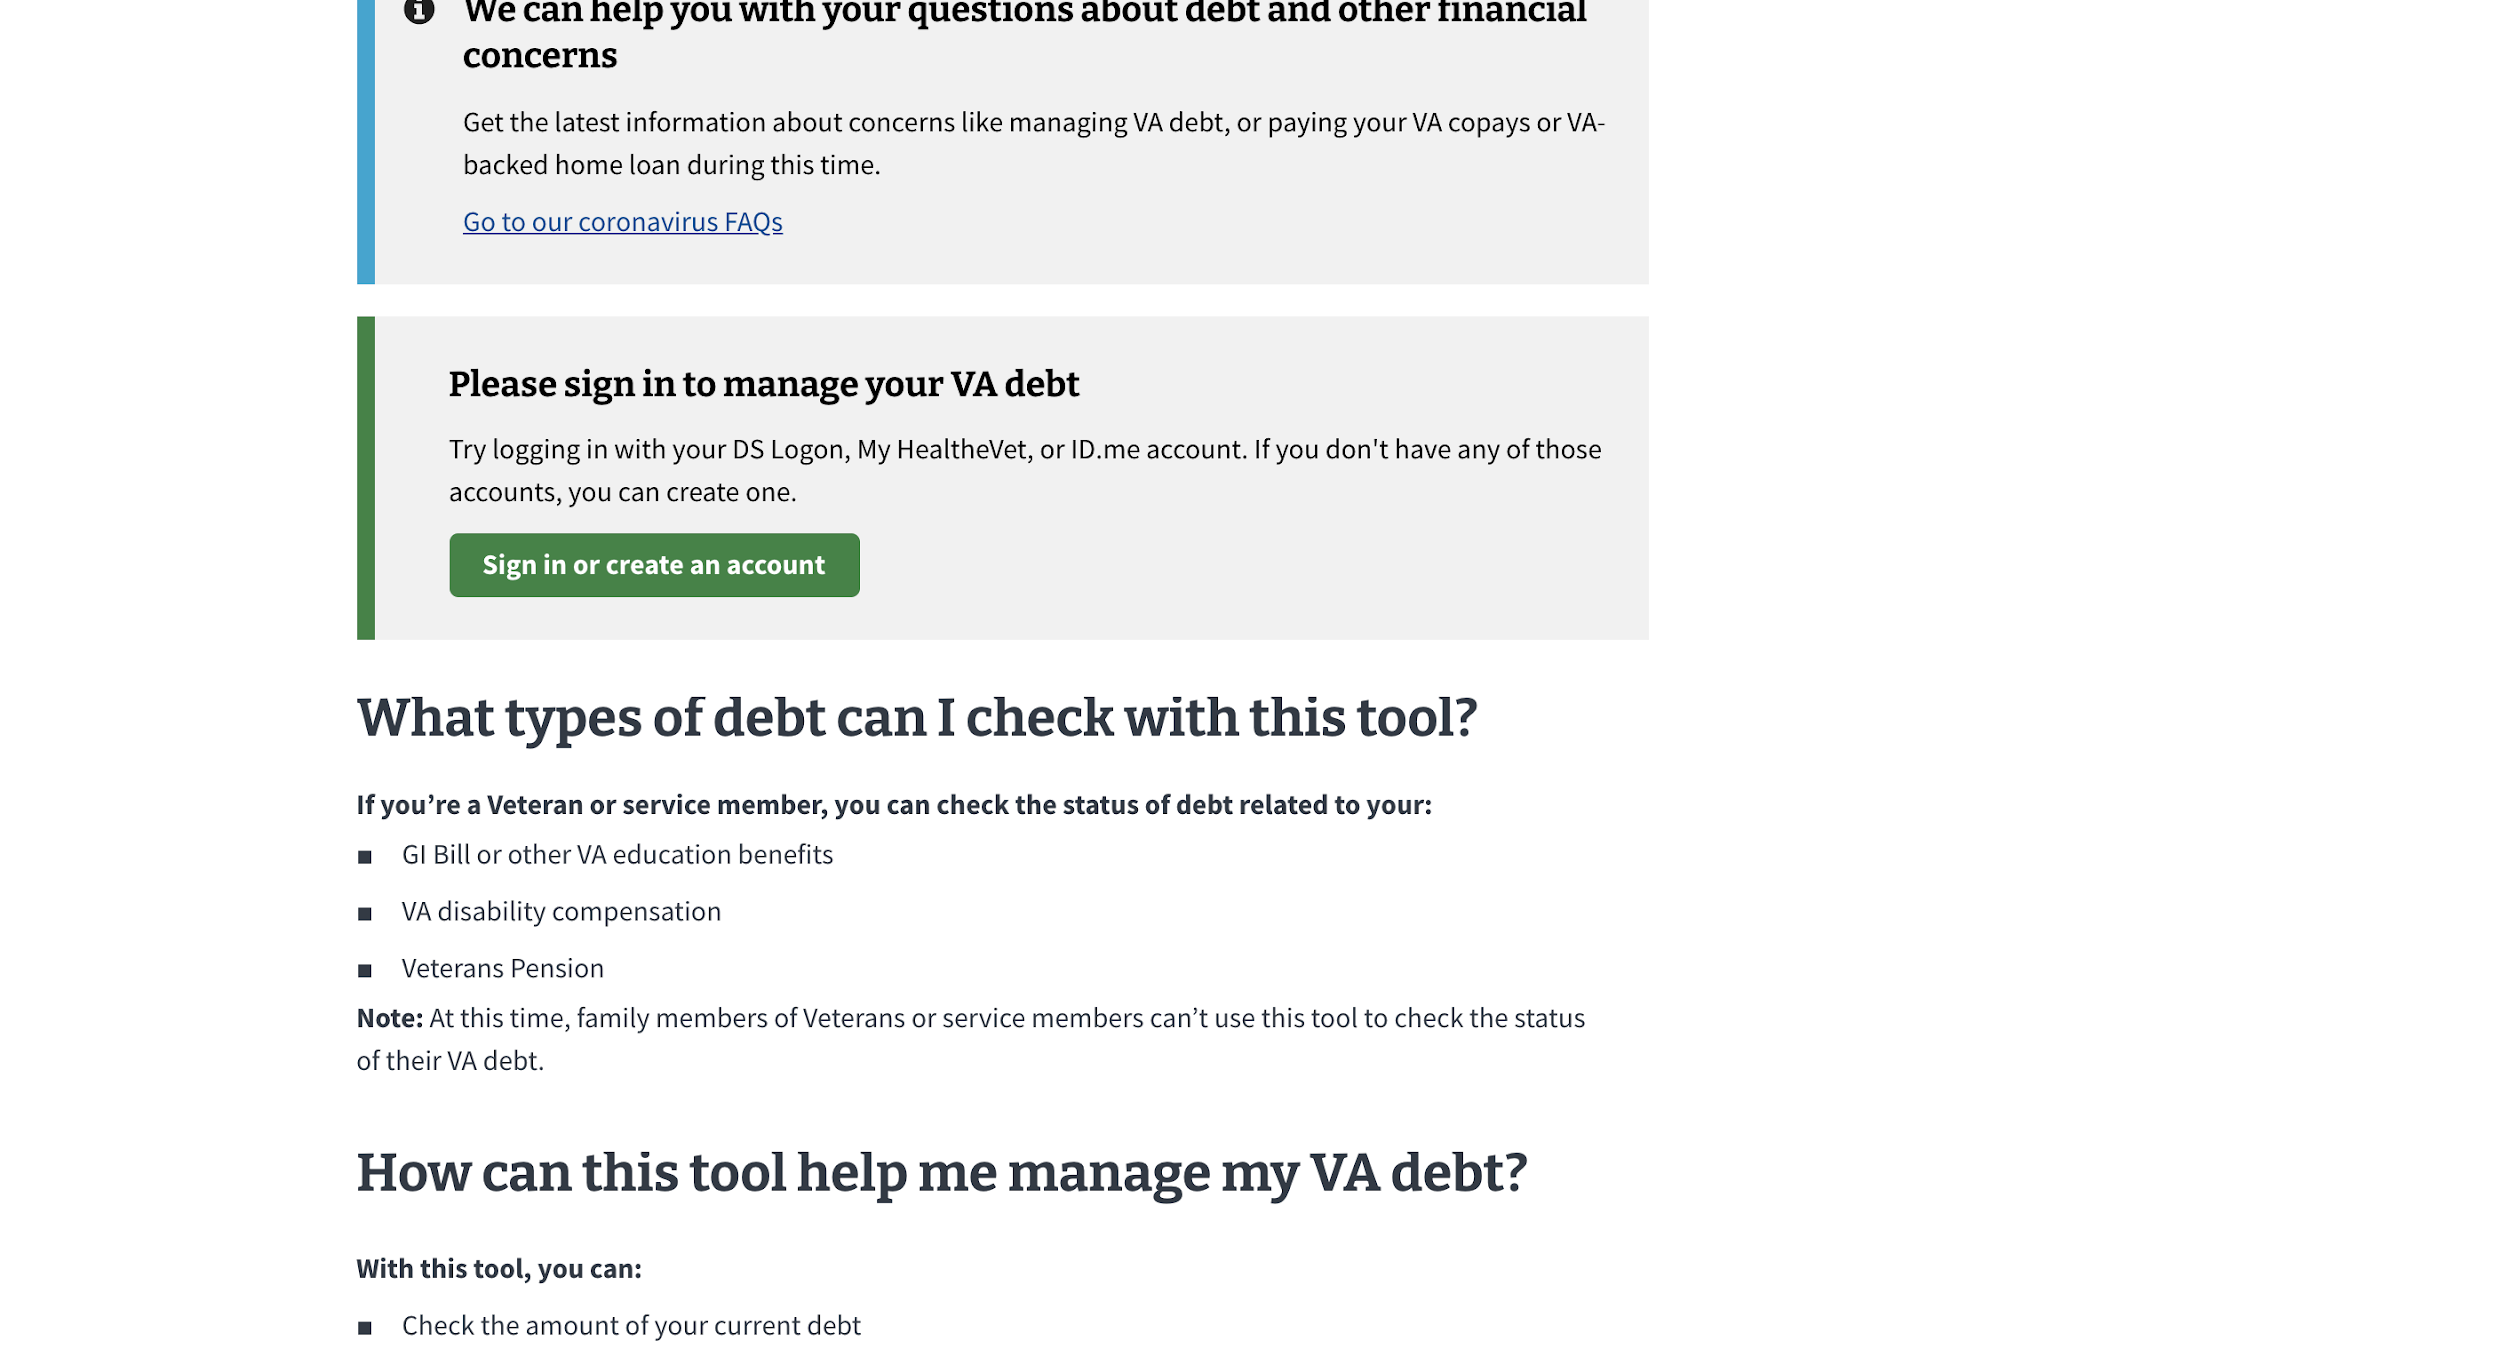 We can help you with your questions about debt and other financial
concerns
Get the latest information about concerns like managing VA debt, or paying your VA copays or VA-
backed home loan during this time.
Go to our coronavirus FAQs
Please sign in to manage your VA debt
Try logging in with your DS Logon, My HealtheVet, or ID.me account. If you don't have any of those
accounts, you can create one.
Sign in or create an account
What types of debt can I check with this tool?
If you’re a Veteran or service member, you can check the status of debt related to your:
GI Bill or other VA education benefits
VA disability compensation
Veterans Pension
Note: At this time, family members of Veterans or service members can’t use this tool to check the status
of their VA debt.
How can this tool help me manage my VA debt?
With this tool, you can:
Check the amount of your current debt